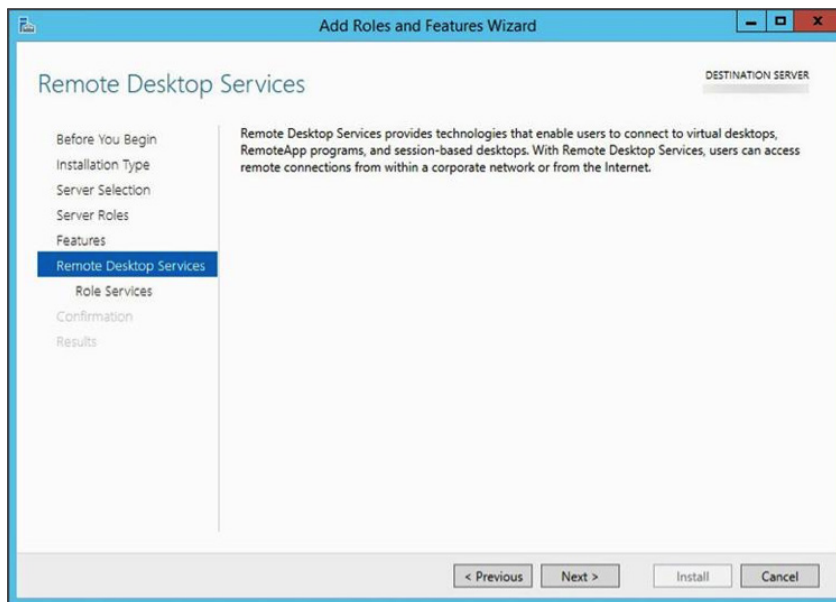 Add Roles and Features Wizard
Remote Desktop Services
DESTINATION SERVER
Before You Begin
Installation Type
Server Selection
Server Roles
Features
Remote Desktop Services
Role Services
Confirmation
Results
Remote Desktop Services provides technologies that enable users to connect to virtual desktops,
RemoteApp programs, and session-based desktops. With Remote Desktop Services, users can access
remote connections from within a corporate network or from the Internet.
< Previous
Next >
Install
Cancel